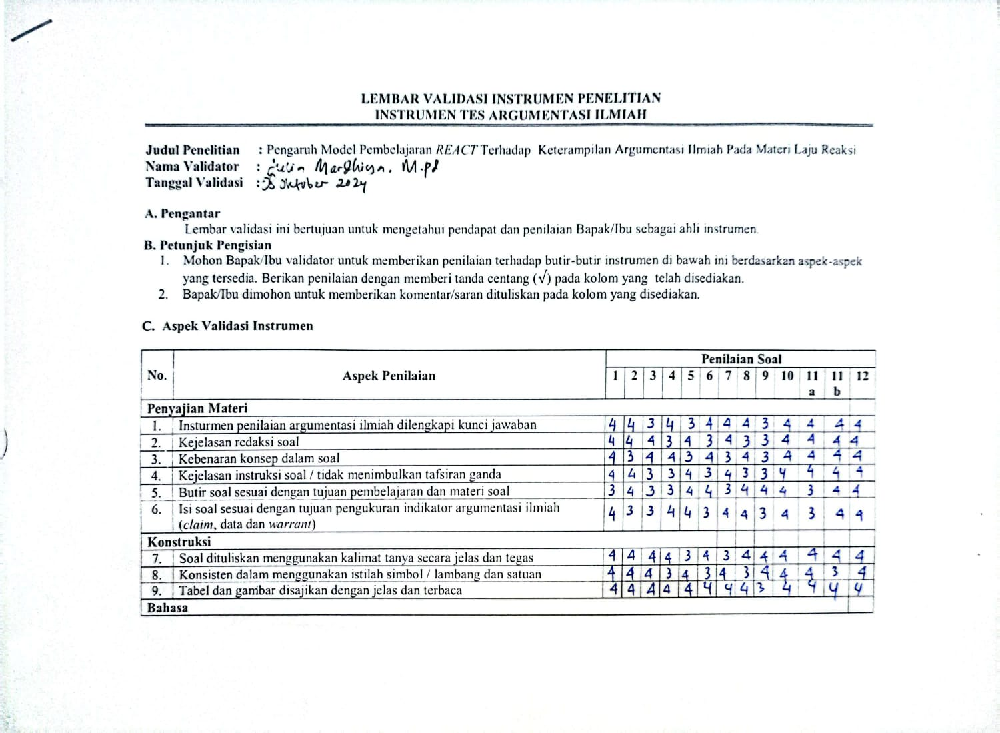 LEMBAR VALIDASI INSTRUMEN PENELITIAN
INSTRUMEN TES ARGUMENTASI ILMIAH
Judul Penelitian : Pengaruh Model Pembelajaran REACT Terhadap Keterampilan Argumentasi Ilmiah Pada Materi Laju Reaksi
Nama Validator : M.Pd
Tanggal Validasi : Oktober 2024
A. Pengantar
Lembar validasi ini bertujuan untuk mengetahui pendapat dan penilaian Bapak/Ibu sebagai ahli instrumen.
B. Petunjuk Pengisian
1. Mohon Bapak/Ibu validator untuk memberikan penilaian terhadap butir-butir instrumen di bawah ini berdasarkan aspek-aspek
yang tersedia. Berikan penilaian dengan memberi tanda centang (√) pada kolom yang telah disediakan.
2. Bapak/Ibu dimohon untuk memberikan komentar/saran dituliskan pada kolom yang disediakan.
C. Aspek Validasi Instrumen
Penilaian Soal
No. Aspek Penilaian 1 2 3 4 5 6 7 8 9 10 11 a 11 b 12
Penyajian Materi
1. Insturmen penilaian argumentasi ilmiah dilengkapi kunci jawaban 4 4 3 4 3 4 4 4 3 4 4 4 4
2. Kejelasan redaksi soal 4 4 4 3 4 3 4 3 3 4 4 4 4
3. Kebenaran konsep dalam soal 4 3 4 4 3 4 3 4 3 4 4 4 4
4. Kejelasan instruksi soal / tidak menimbulkan tafsiran ganda 4 4 3 3 4 3 4 3 3 4 4 4 4
5. Butir soal sesuai dengan tujuan pembelajaran dan materi soal 3 4 3 3 4 4 3 4 4 4 3 4 4
6. Isi soal sesuai dengan tujuan pengukuran indikator argumentasi ilmiah 4 3 3 4 4 3 4 4 3 4 3 4 4
(claim, data dan warrant)
Konstruksi
7. Soal dituliskan menggunakan kalimat tanya secara jelas dan tegas 4 4 4 4 3 4 3 4 4 4 4 4 4
8. Konsisten dalam menggunakan istilah simbol / lambang dan satuan 4 4 4 3 4 3 4 3 4 4 4 3 4
9. Tabel dan gambar disajikan dengan jelas dan terbaca 4 4 4 4 4 4 4 4 3 4 4 4 4
Bahasa